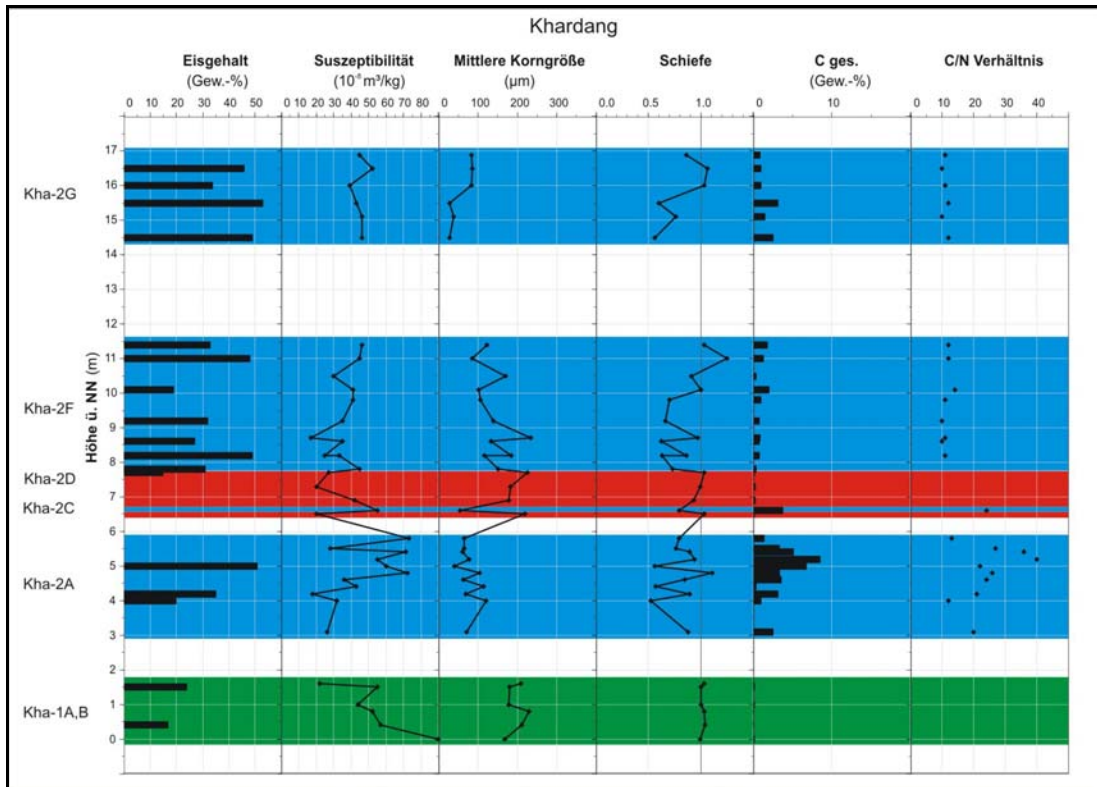 Khardang
Eisgehalt Suszeptibilität Mittlere Korngröße Schiefe C ges. C/N Verhältnis
(Gew.-%) (10⁻⁸ m³/kg) (µm) (Gew.-%)
0 10 20 30 40 50 0 10 20 30 40 50 60 70 80 0 100 200 300 0.0 0.5 1.0 0 10 0 10 20 30 40
17
Kha-2G 16
15
14
13
12
11
10
Kha-2F
9
8
Kha-2D
7
Kha-2C
6
5
Kha-2A
4
3
2
Kha-1A,B 1
0
Höhe ü. NN (m)